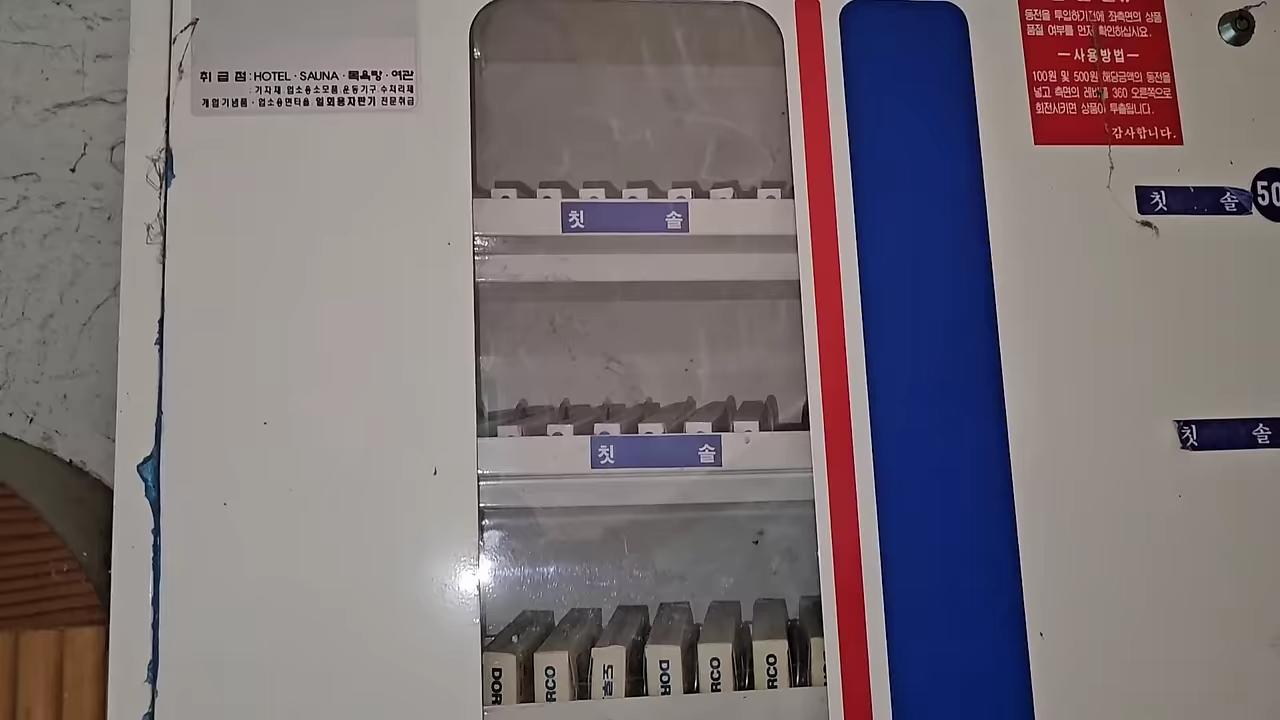 취 급 점 : HOTEL · SAUNA · 목욕탕 · 여관
: 기자재 업소용소모품 운동기구 수처리제
개업기념품 · 업소용면타올 일회용자판기 전문취급
칫 솔
칫 솔
DOR
RCO
도루
DOR
RCO
RCO
동전을 투입하기전에 좌측면의 상품
품절 여부를 먼저 확인하십시요.
─ 사용방법 ─
100원 및 500원 해당금액의 동전을
넣고 측면의 레버를 360 오른쪽으로
회전시키면 상품이 투출됩니다.
감사합니다.
칫 솔 50
칫 솔